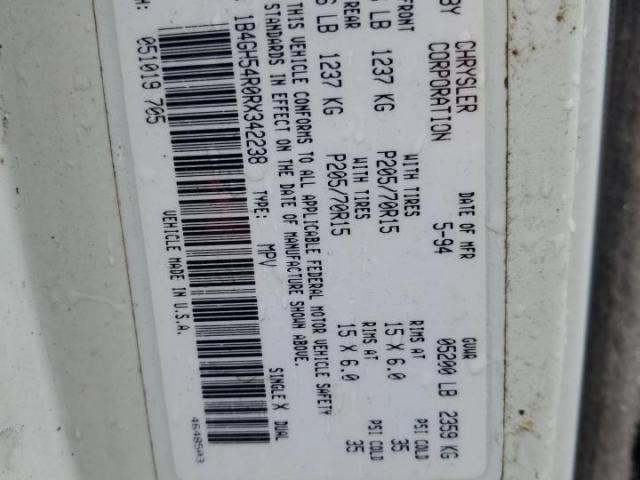 BY CHRYSLER
CORPORATION
DATE OF MFR
5-94
GVWR
05200 LB 2359 KG
FRONT
LB 1237 KG
WITH TIRES
P205/70R15
RIMS AT
15 X 6.0
PSI COLD
35
REAR
6 LB 1237 KG
WITH TIRES
P205/70R15
RIMS AT
15 X 6.0
PSI COLD
35
THIS VEHICLE CONFORMS TO ALL APPLICABLE FEDERAL MOTOR VEHICLE SAFETY
STANDARDS IN EFFECT ON THE DATE OF MANUFACTURE SHOWN ABOVE.
1B4GH54R0RX342238 TYPE: MPV SINGLE X DUAL
H: 051019 705 VEHICLE MADE IN U.S.A. 4648503